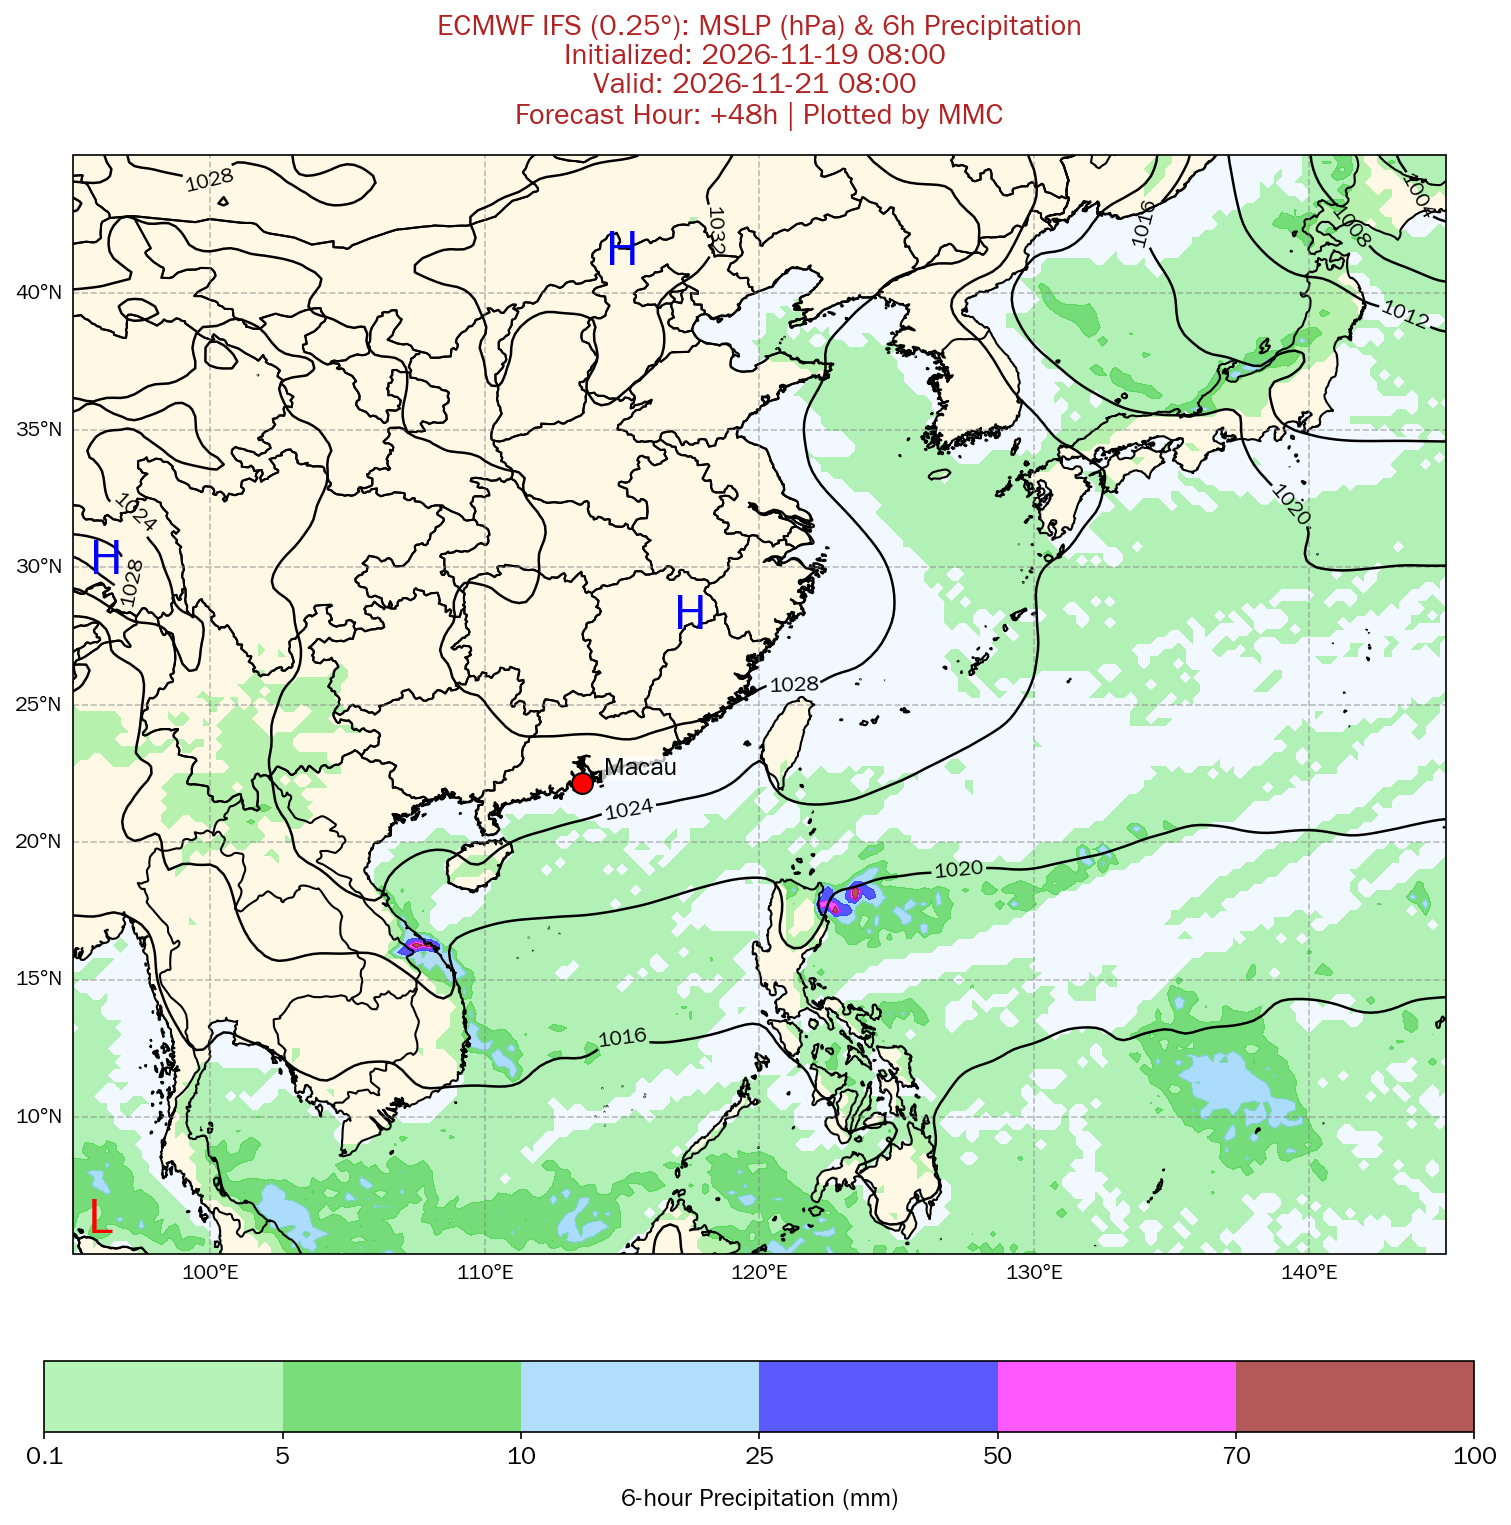 ECMWF IFS (0.25°): MSLP (hPa) & 6h Precipitation
Initialized: 2026-11-19 08:00
Valid: 2026-11-21 08:00
Forecast Hour: +48h | Plotted by MMC
1028
1032
1016
1004
1008
1012
H
40°N
35°N
1024
1020
H
1028
30°N
H
1028
25°N
Macau
1024
20°N
1020
15°N
1016
10°N
L
100°E 110°E 120°E 130°E 140°E
0.1 5 10 25 50 70 100
6-hour Precipitation (mm)